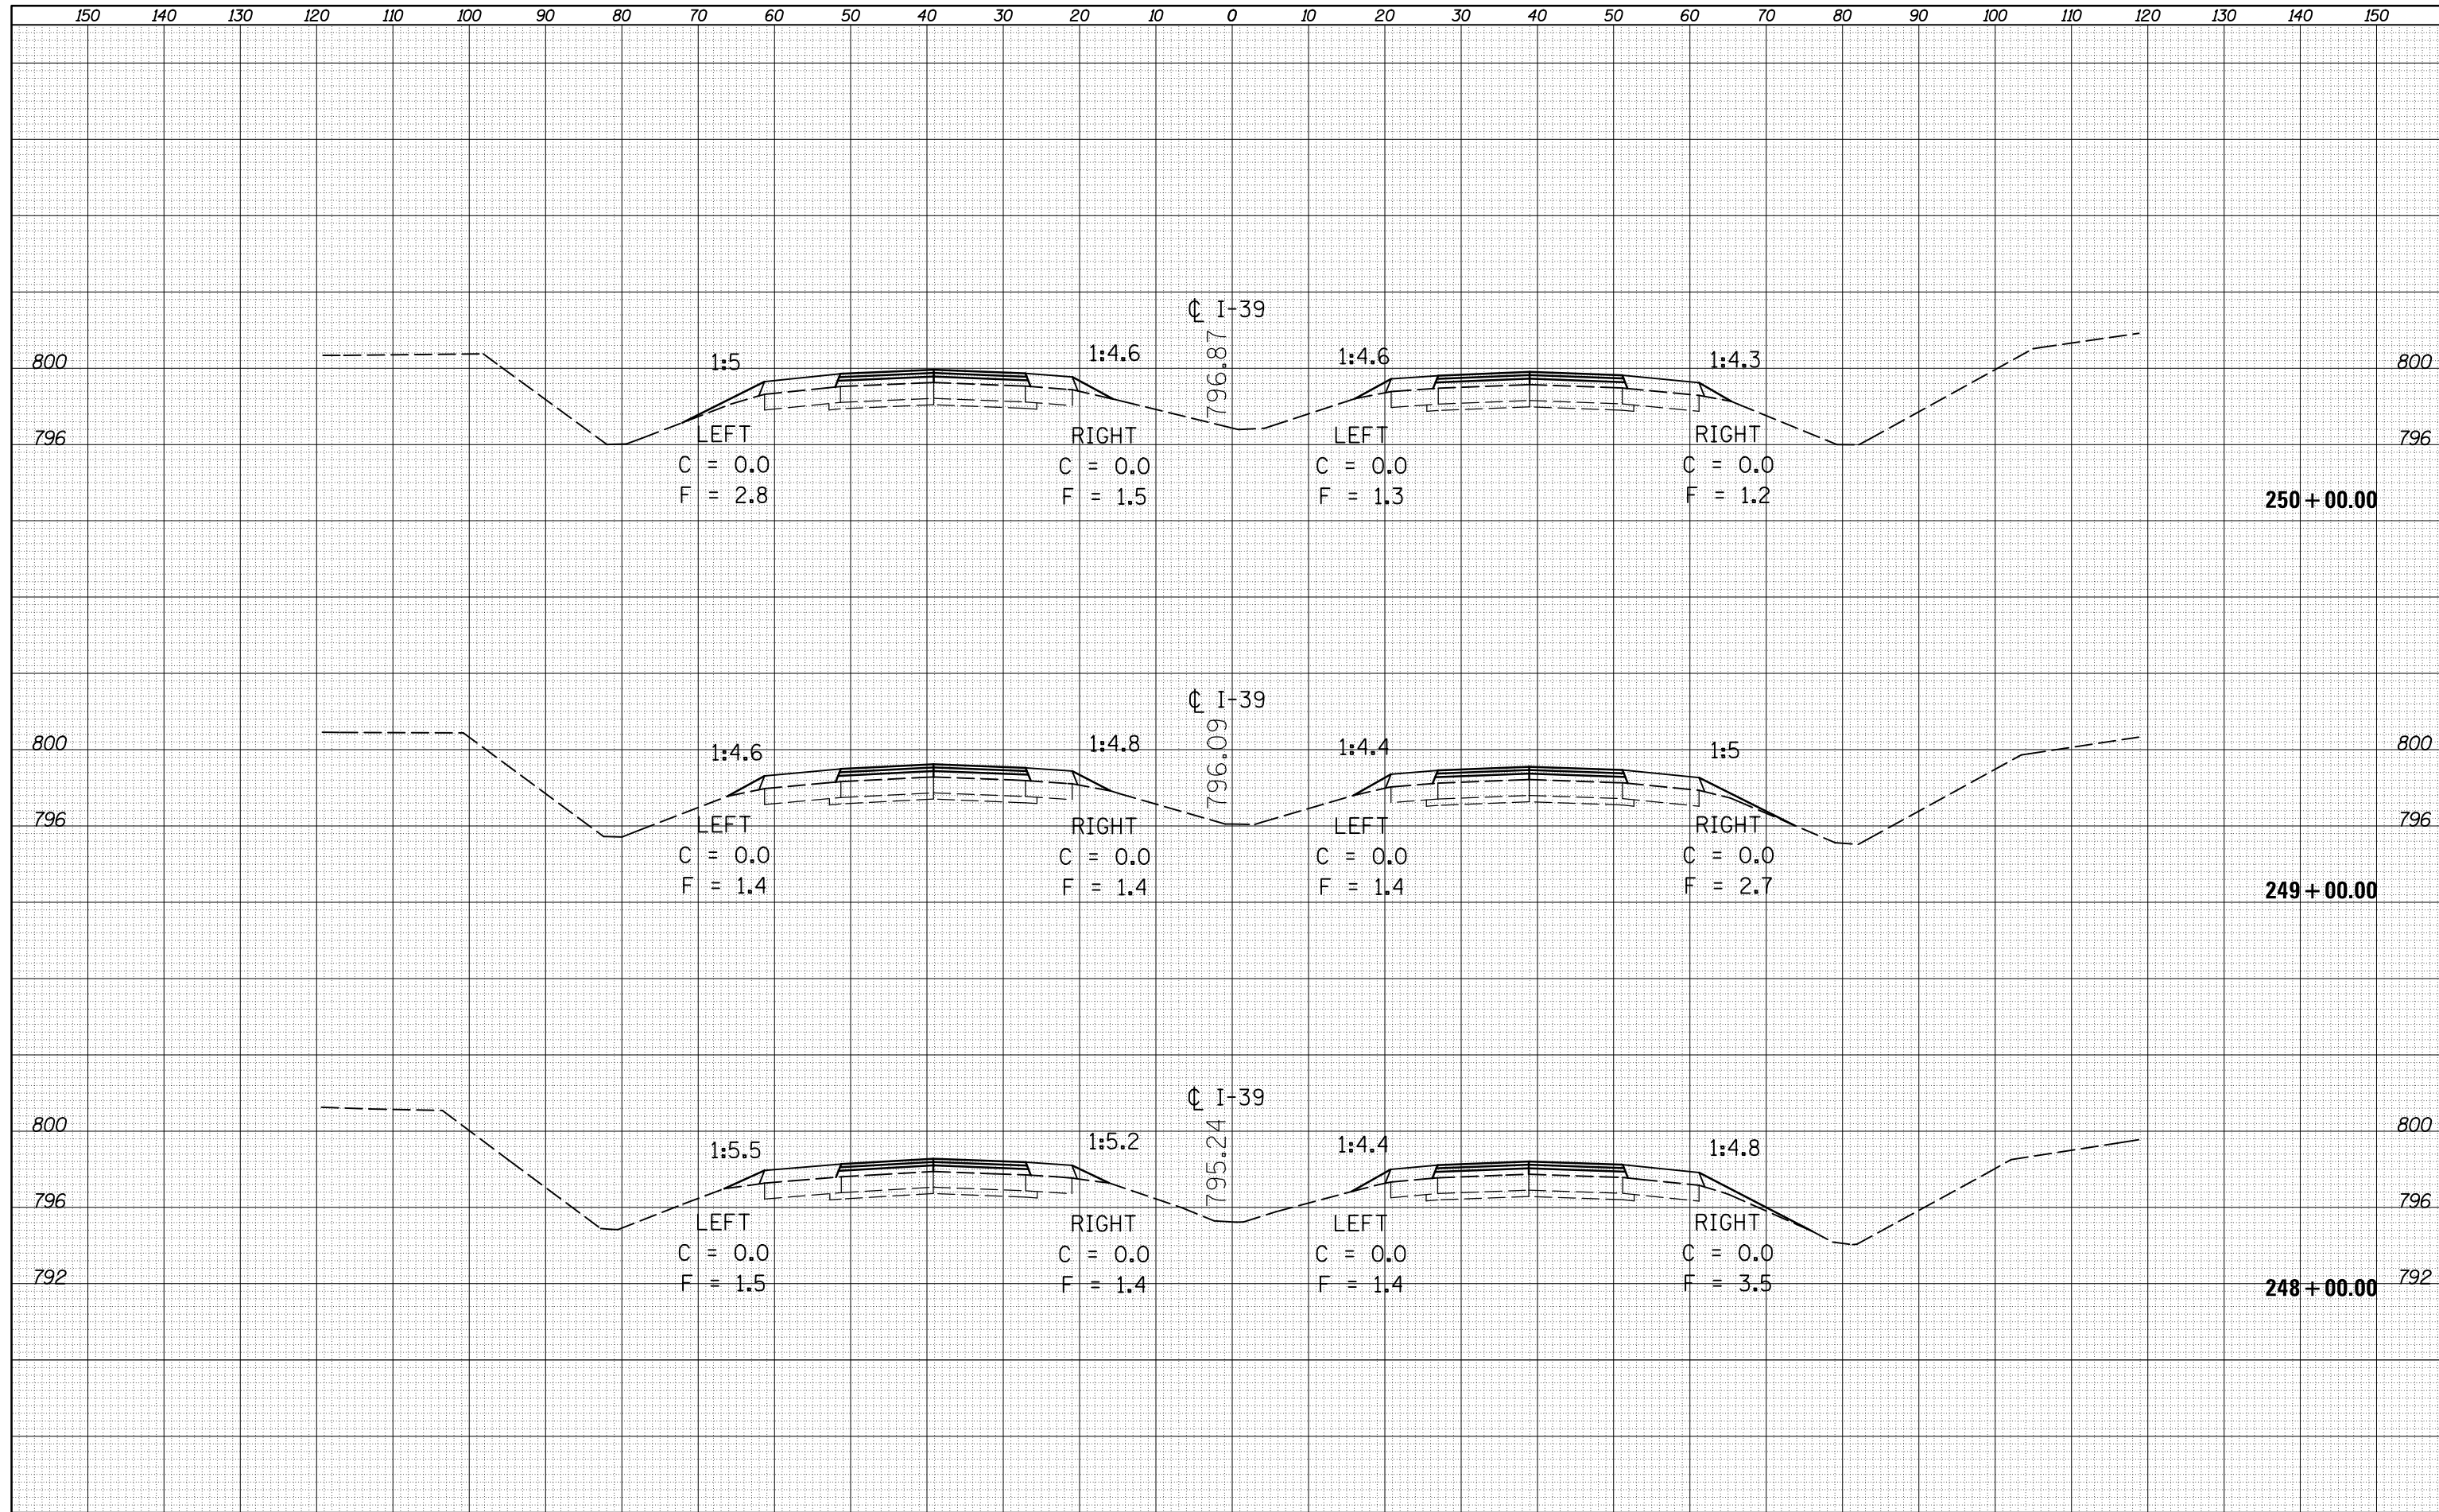 150 140 130 120 110 100 90 80 70 60 50 40 30 20 10 0 10 20 30 40 50 60 70 80 90 100 110 120 130 140 150
℄ I-39
796.87
800 1:5 1:4.6 1:4.6 1:4.3 800
796 LEFT RIGHT LEFT RIGHT 796
C = 0.0 C = 0.0 C = 0.0 C = 0.0
F = 2.8 F = 1.5 F = 1.3 F = 1.2
250+00.00
℄ I-39
796.09
800 1:4.6 1:4.8 1:4.4 1:5 800
796 LEFT RIGHT LEFT RIGHT 796
C = 0.0 C = 0.0 C = 0.0 C = 0.0
F = 1.4 F = 1.4 F = 1.4 F = 2.7
249+00.00
℄ I-39
795.24
800 800
1:5.5 1:5.2 1:4.4 1:4.8
796 796
LEFT RIGHT LEFT RIGHT
C = 0.0 C = 0.0 C = 0.0 C = 0.0
792 F = 1.5 F = 1.4 F = 1.4 F = 3.5 792
248+00.00